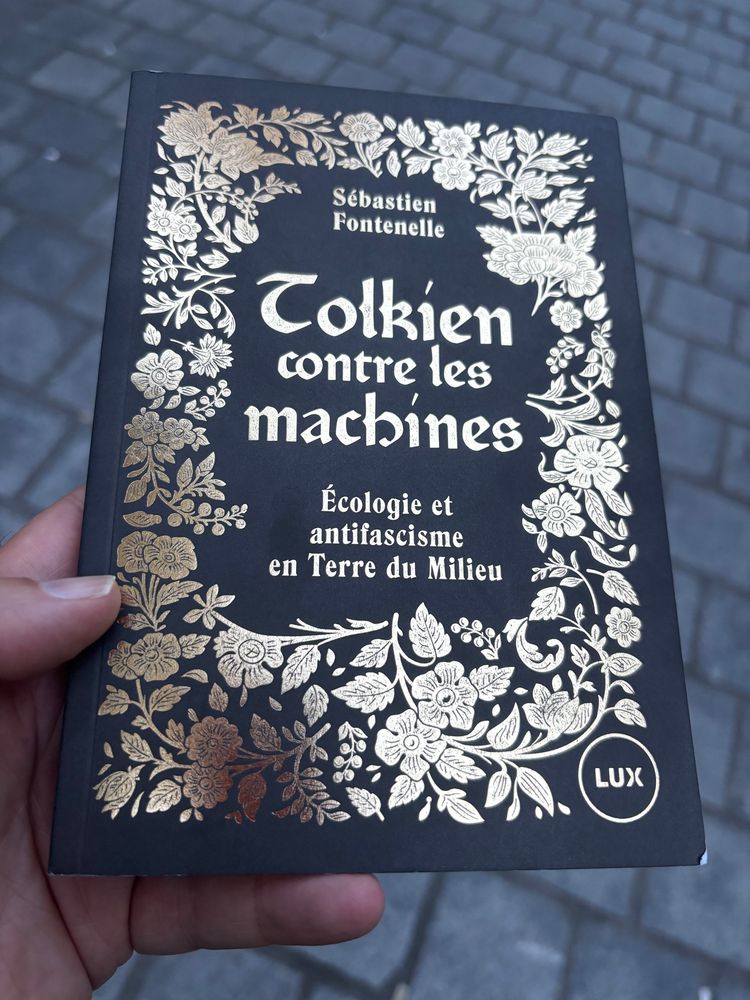 Sébastien
Fontenelle
Tolkien
contre les
machines
Écologie et
antifascisme
en Terre du Milieu
LUX